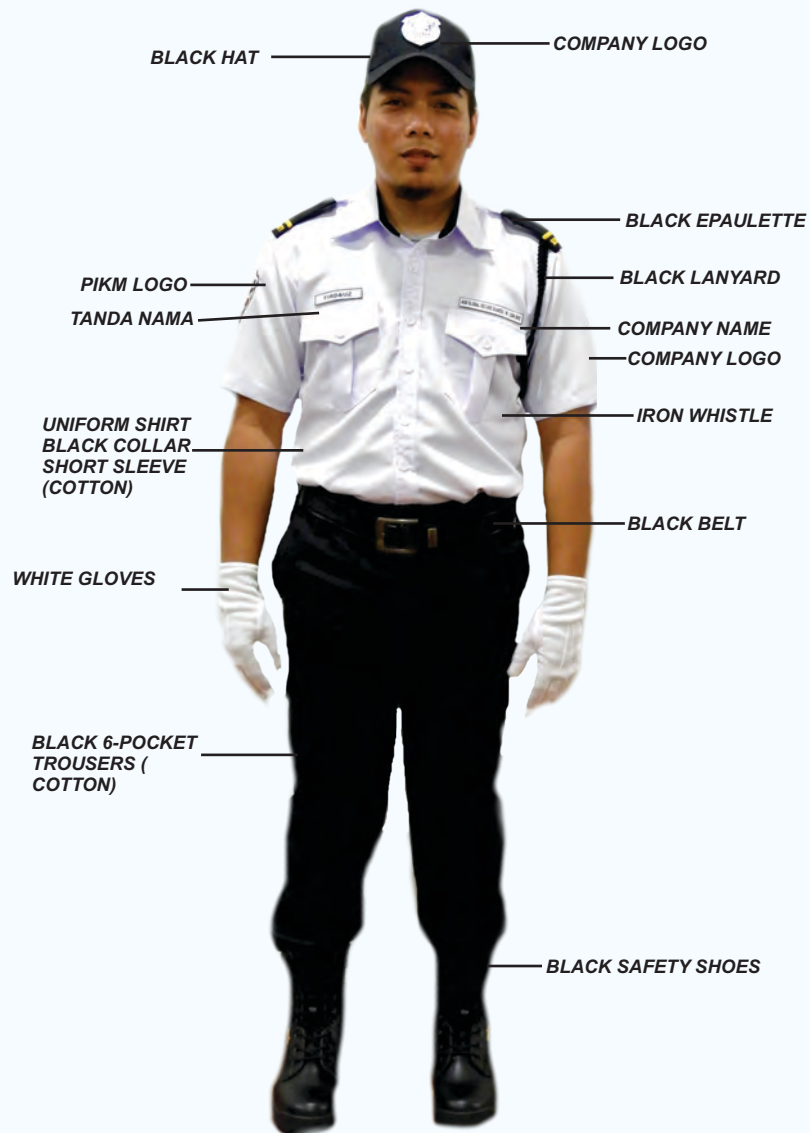 BLACK HAT
COMPANY LOGO
BLACK EPAULETTE
BLACK LANYARD
PIKM LOGO
TANDA NAMA
COMPANY NAME
COMPANY LOGO
IRON WHISTLE
UNIFORM SHIRT
BLACK COLLAR
SHORT SLEEVE
(COTTON)
BLACK BELT
WHITE GLOVES
BLACK 6-POCKET
TROUSERS (
COTTON)
BLACK SAFETY SHOES